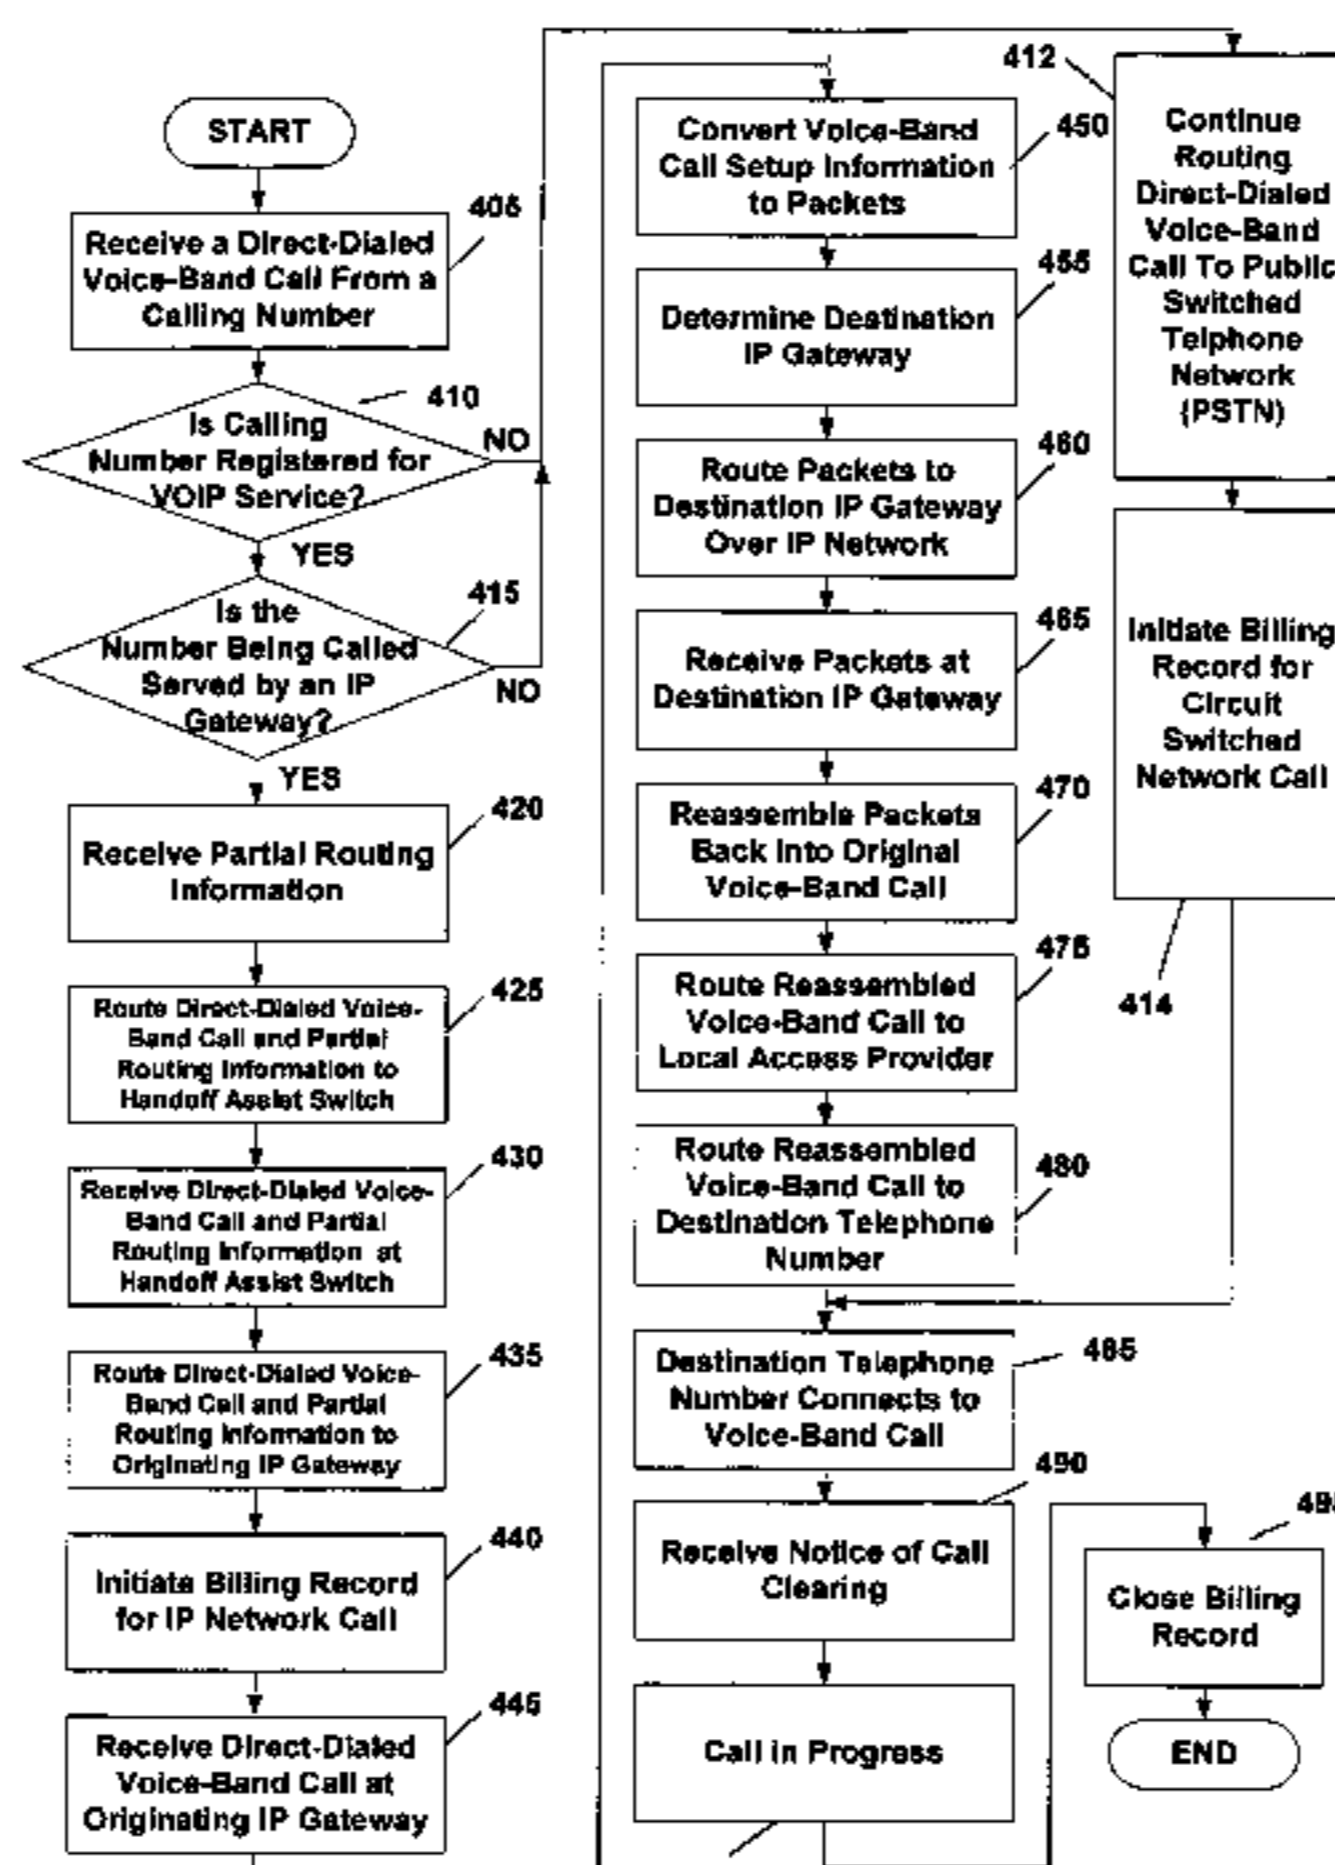 START
405
Receive a Direct-Dialed
Voice-Band Call From a
Calling Number
410
Is Calling
Number Registered for
VOIP Service?
NO
YES
415
Is the
Number Being Called
Served by an IP
Gateway?
NO
YES
420
Receive Partial Routing
Information
425
Route Direct-Dialed Voice-
Band Call and Partial
Routing Information to
Handoff Assist Switch
430
Receive Direct-Dialed Voice-
Band Call and Partial
Routing Information at
Handoff Assist Switch
435
Route Direct-Dialed Voice-
Band Call and Partial
Routing Information to
Originating IP Gateway
440
Initiate Billing Record
for IP Network Call
445
Receive Direct-Dialed
Voice-Band Call at
Originating IP Gateway
450
Convert Voice-Band
Call Setup Information
to Packets
455
Determine Destination
IP Gateway
460
Route Packets to
Destination IP Gateway
Over IP Network
465
Receive Packets at
Destination IP Gateway
470
Reassemble Packets
Back Into Original
Voice-Band Call
475
Route Reassembled
Voice-Band Call to
Local Access Provider
480
Route Reassembled
Voice-Band Call to
Destination Telephone
Number
485
Destination Telephone
Number Connects to
Voice-Band Call
490
Receive Notice of Call
Clearing
Call in Progress
412
Continue
Routing
Direct-Dialed
Voice-Band
Call To Public
Switched
Telphone
Network
(PSTN)
Initiate Billing
Record for
Circuit
Switched
Network Call
414
Close Billing
Record
END